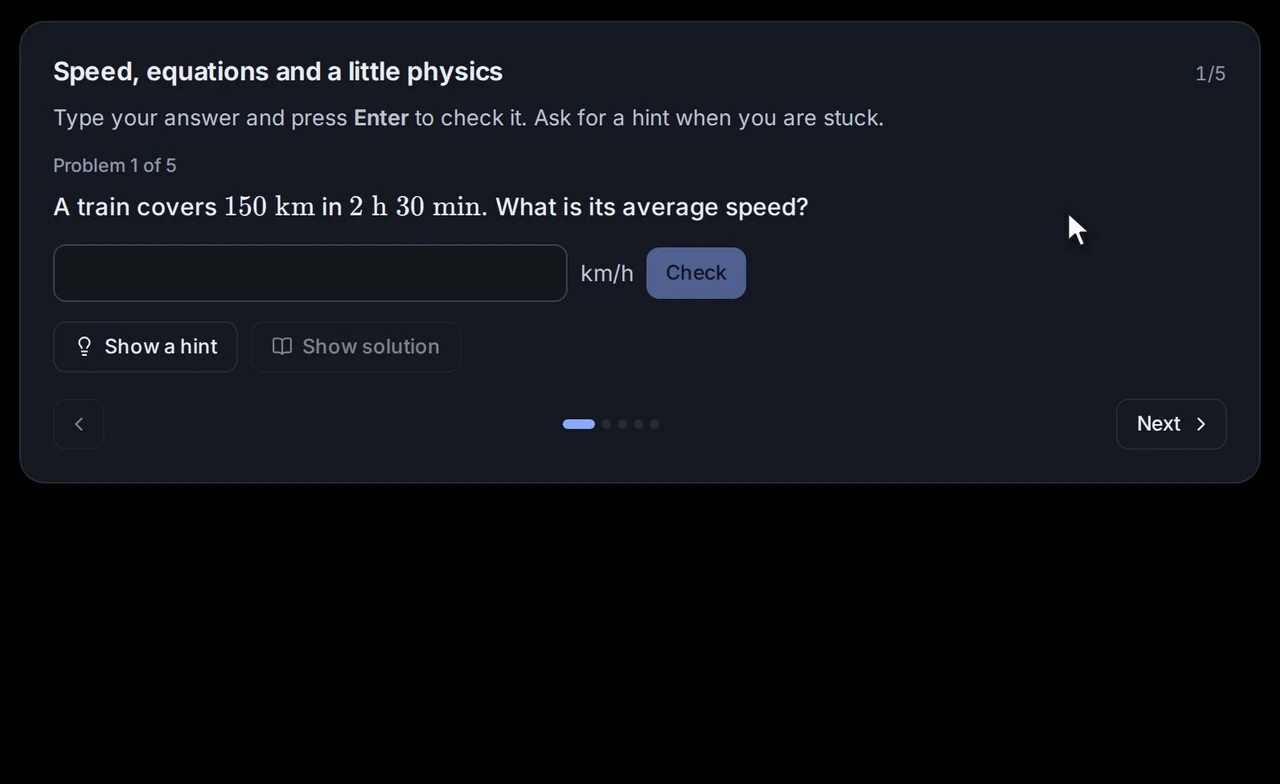 Speed, equations and a little physics
1/5
Type your answer and press Enter to check it. Ask for a hint when you are stuck.
Problem 1 of 5
A train covers 150 km in 2 h 30 min. What is its average speed?
km/h
Check
Show a hint
Show solution
Next